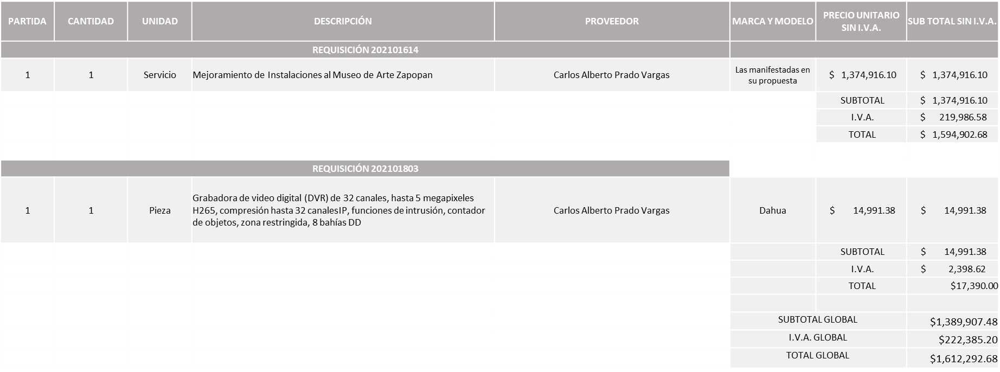 PARTIDA CANTIDAD UNIDAD DESCRIPCIÓN PROVEEDOR MARCA Y MODELO PRECIO UNITARIO SIN I.V.A. SUB TOTAL SIN I.V.A.
REQUISICIÓN 202101614
1 1 Servicio Mejoramiento de Instalaciones al Museo de Arte Zapopan Carlos Alberto Prado Vargas Las manifestadas en su propuesta $ 1,374,916.10 $ 1,374,916.10
SUBTOTAL $ 1,374,916.10
I.V.A. $ 219,986.58
TOTAL $ 1,594,902.68
REQUISICIÓN 202101803
1 1 Pieza Grabadora de video digital (DVR) de 32 canales, hasta 5 megapixeles H265, compresión hasta 32 canalesIP, funciones de intrusión, contador de objetos, zona restringida, 8 bahías DD Carlos Alberto Prado Vargas Dahua $ 14,991.38 $ 14,991.38
SUBTOTAL $ 14,991.38
I.V.A. $ 2,398.62
TOTAL $17,390.00
SUBTOTAL GLOBAL $1,389,907.48
I.V.A. GLOBAL $222,385.20
TOTAL GLOBAL $1,612,292.68